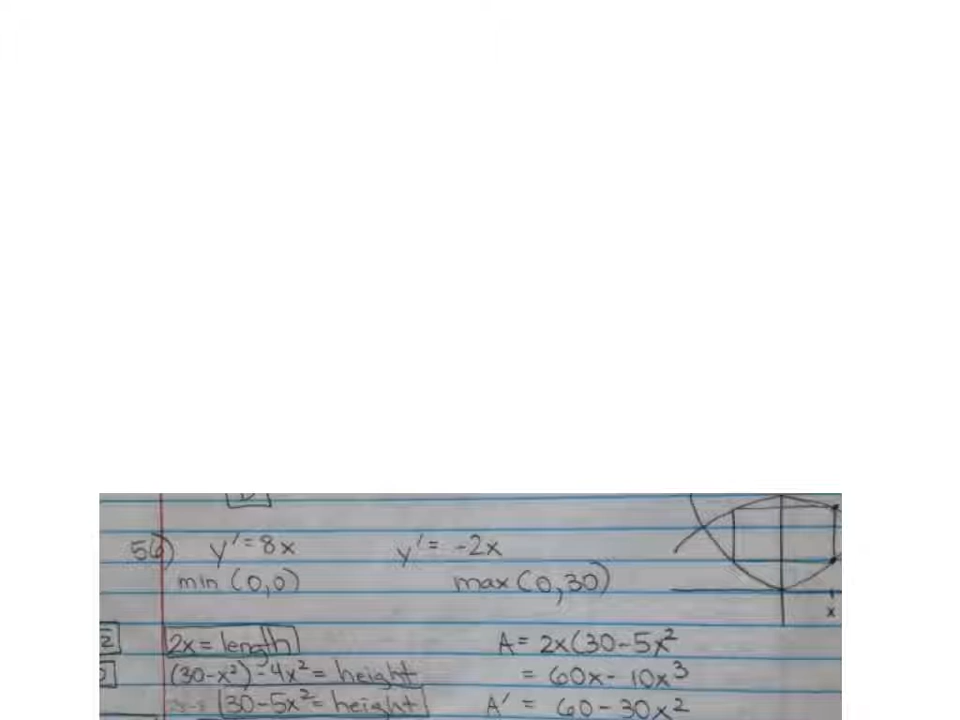 56) y' = 8x y' = -2x
min (0,0) max (0,30)
x
2x = length A = 2x(30-5x²
(30-x²) - 4x² = height = 60x - 10x³
30-5x² = height A' = 60 - 30x²